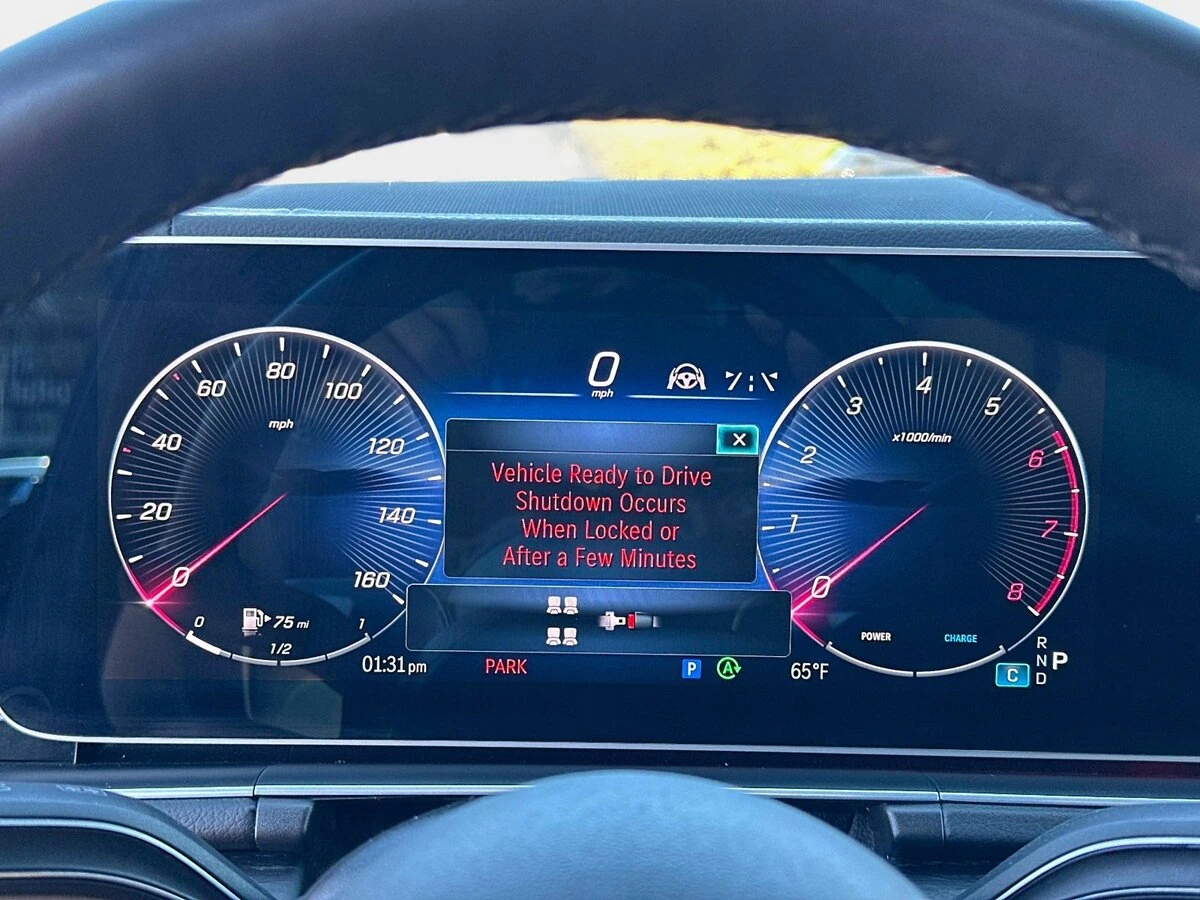 0
mph
80
60
100
mph
40
120
20
140
0
160
0
75 mi
1
1/2
01:31pm
X
Vehicle Ready to Drive
Shutdown Occurs
When Locked or
After a Few Minutes
PARK
P
A
65°F
4
3
5
x1000/min
2
6
1
7
0
8
POWER
CHARGE
R
N
P
D
C